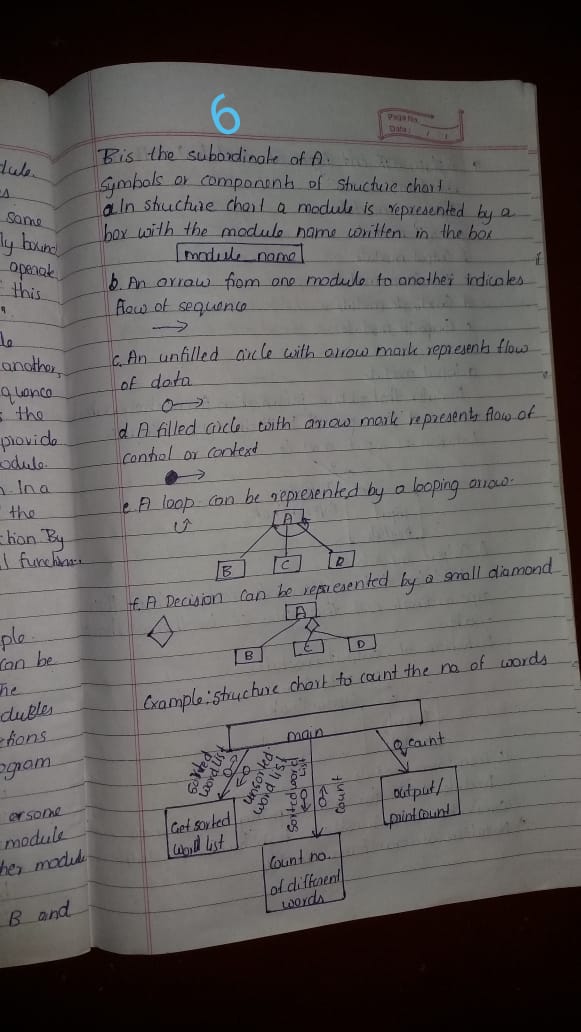 6
Page No.
Date: / /
B is the subordinate of A.
Symbols or components of structure chart.
a. In structure chart a module is represented by a
box with the module name written in the box
module name
b. An arrow from one module to another indicates
flow of sequence
c. An unfilled circle with arrow mark represents flow
of data
d. A filled circle with arrow mark represents flow of
control or context
e. A loop can be represented by a looping arrow.
A
B C D
f. A Decision can be represented by a small diamond
A
B C D
Example: structure chart to count the no of words
main
sorted
word list
unsorted
word list
sorted word
list
count
count
Get sorted
word list
output/
print count
Count no.
of different
words
dule.
same
ly bound
operate
this
another,
quence
the
provide
odule.
In a
the
ction. By
l function..
ple
can be
he
dules
ctions
ogram
or some
module
her module
B and